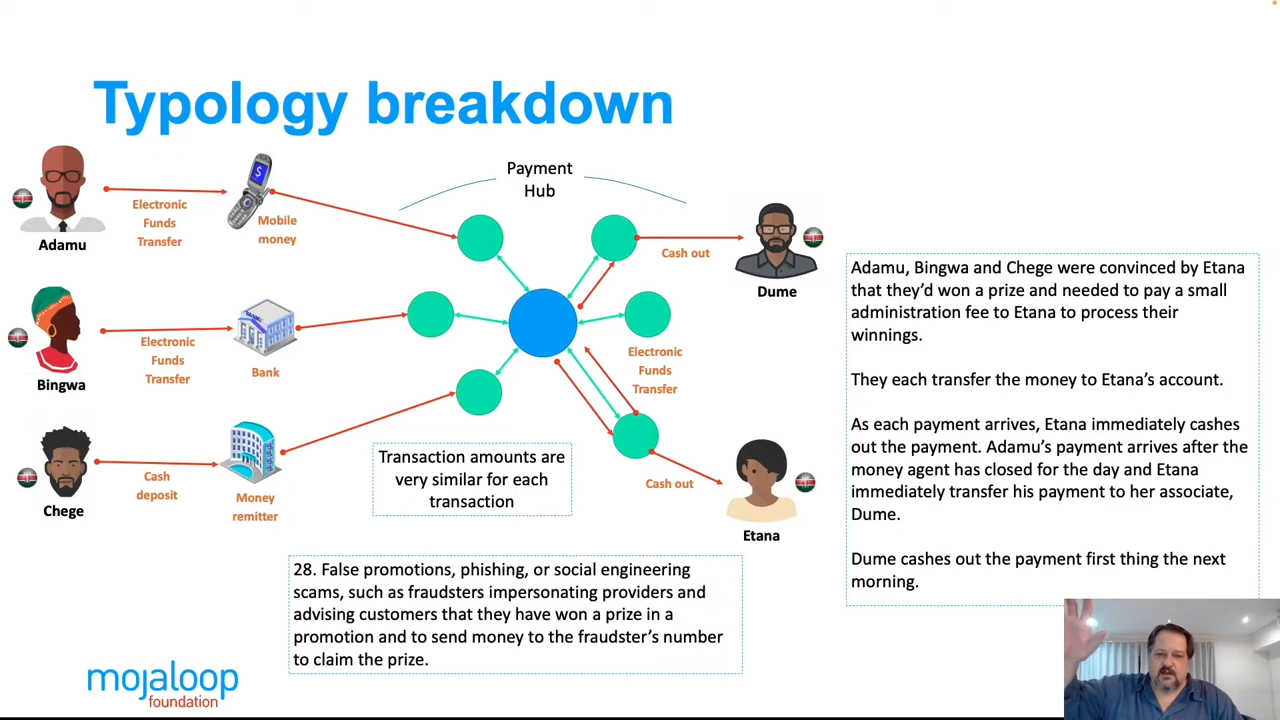 Typology breakdown
Payment
Hub
Adamu
Electronic
Funds
Transfer
$
Mobile
money
Bingwa
Electronic
Funds
Transfer
BANK
Bank
Chege
Cash
deposit
Money
remitter
Cash out
Dume
Electronic
Funds
Transfer
Cash out
Etana
Transaction amounts are
very similar for each
transaction
28. False promotions, phishing, or social engineering
scams, such as fraudsters impersonating providers and
advising customers that they have won a prize in a
promotion and to send money to the fraudster’s number
to claim the prize.
Adamu, Bingwa and Chege were convinced by Etana
that they’d won a prize and needed to pay a small
administration fee to Etana to process their
winnings.
They each transfer the money to Etana’s account.
As each payment arrives, Etana immediately cashes
out the payment. Adamu’s payment arrives after the
money agent has closed for the day and Etana
immediately transfer his payment to her associate,
Dume.
Dume cashes out the payment first thing the next
morning.
mojaloop
foundation